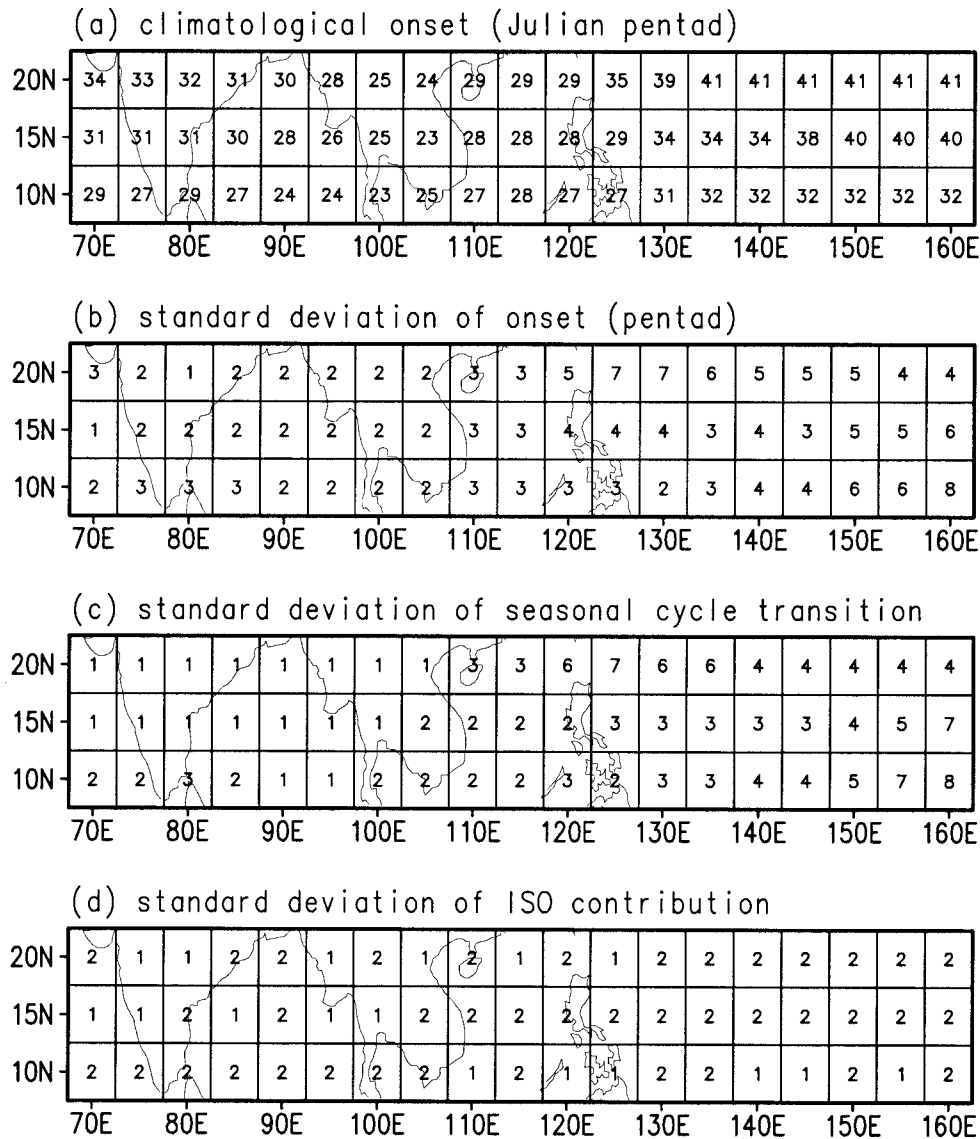 (a) climatological onset (Julian pentad)
20N 34 33 32 31 30 28 25 24 29 29 29 35 39 41 41 41 41 41 41
15N 31 31 31 30 28 26 25 23 28 28 28 29 34 34 34 38 40 40 40
10N 29 27 29 27 24 24 23 25 27 28 27 27 31 32 32 32 32 32 32
70E 80E 90E 100E 110E 120E 130E 140E 150E 160E
(b) standard deviation of onset (pentad)
20N 3 2 1 2 2 2 2 2 3 3 5 7 7 6 5 5 5 4 4
15N 1 2 2 2 2 2 2 2 3 3 4 4 4 3 4 3 5 5 6
10N 2 3 3 3 2 2 2 2 3 3 3 3 2 3 4 4 6 6 8
70E 80E 90E 100E 110E 120E 130E 140E 150E 160E
(c) standard deviation of seasonal cycle transition
20N 1 1 1 1 1 1 1 1 3 3 6 7 6 6 4 4 4 4 4
15N 1 1 1 1 1 1 1 2 2 2 2 3 3 3 3 3 4 5 7
10N 2 2 3 2 1 1 2 2 2 2 3 2 3 3 4 4 5 7 8
70E 80E 90E 100E 110E 120E 130E 140E 150E 160E
(d) standard deviation of ISO contribution
20N 2 1 1 2 2 1 2 1 2 1 2 1 2 2 2 2 2 2 2
15N 1 1 2 1 2 1 1 2 2 2 2 2 2 2 2 2 2 2 2
10N 2 2 2 2 2 2 2 2 1 2 1 1 2 2 1 1 2 1 2
70E 80E 90E 100E 110E 120E 130E 140E 150E 160E